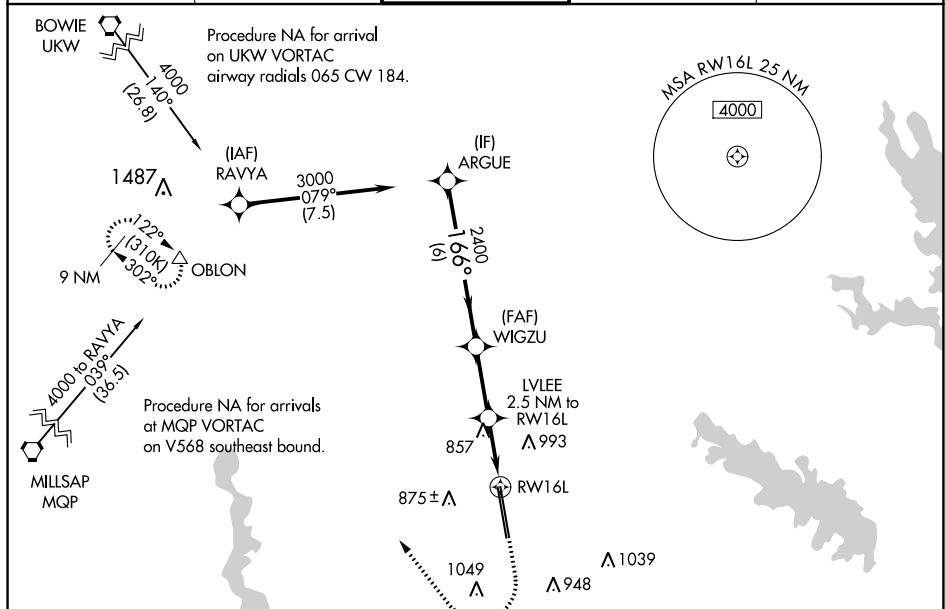 BOWIE
UKW
Procedure NA for arrival
on UKW VORTAC
airway radials 065 CW 184.
4000
140°
(26.8)
MSA RW16L 25 NM
4000
(IAF)
RAVYA
1487
3000
079°
(7.5)
(IF)
ARGUE
2400
166°
(6)
122°
(310K)
302°
9 NM
OBLON
(FAF)
WIGZU
4000 to RAVYA
039°
(36.5)
LVLEE
2.5 NM to
RW16L
857
993
Procedure NA for arrivals
at MQP VORTAC
on V568 southeast bound.
MILLSAP
MQP
RW16L
875±
1049
948
1039